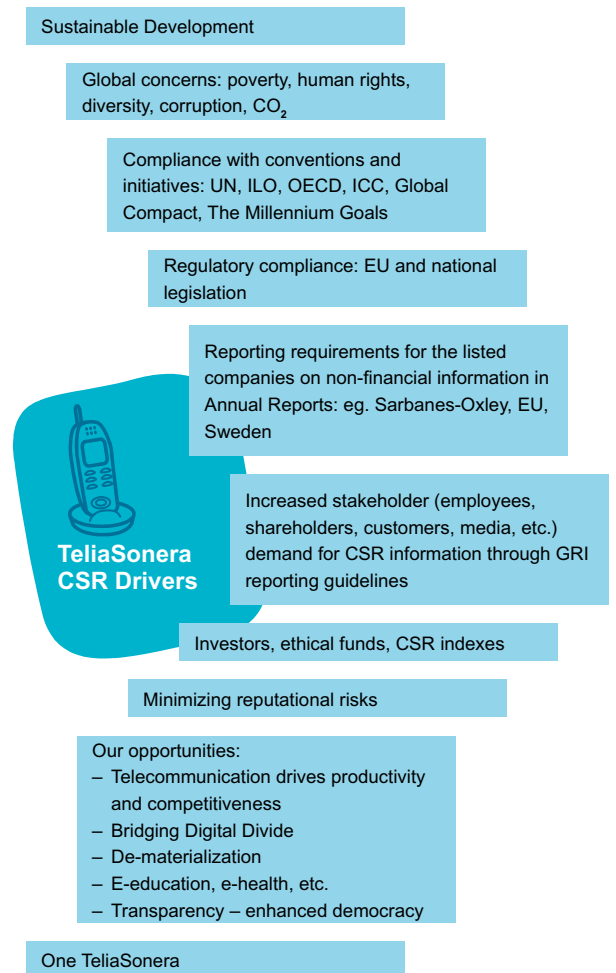 Sustainable Development
Global concerns: poverty, human rights,
diversity, corruption, CO₂
Compliance with conventions and
initiatives: UN, ILO, OECD, ICC, Global
Compact, The Millennium Goals
Regulatory compliance: EU and national
legislation
Reporting requirements for the listed
companies on non-financial information in
Annual Reports: eg. Sarbanes-Oxley, EU,
Sweden
TeliaSonera
CSR Drivers
Increased stakeholder (employees,
shareholders, customers, media, etc.)
demand for CSR information through GRI
reporting guidelines
Investors, ethical funds, CSR indexes
Minimizing reputational risks
Our opportunities:
– Telecommunication drives productivity
and competitiveness
– Bridging Digital Divide
– De-materialization
– E-education, e-health, etc.
– Transparency – enhanced democracy
One TeliaSonera